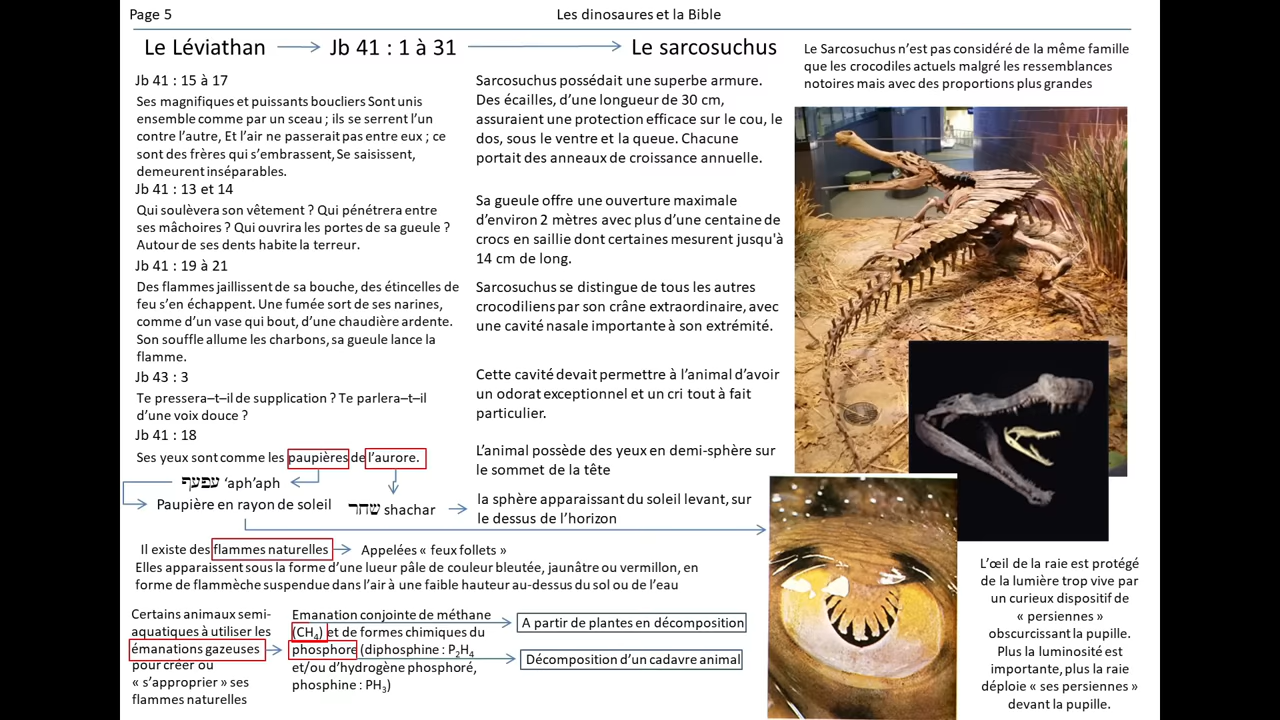 Page 5
Les dinosaures et la Bible
Le Léviathan
Jb 41 : 1 à 31
Le sarcosuchus
Jb 41 : 15 à 17
Ses magnifiques et puissants boucliers Sont unis
ensemble comme par un sceau ; ils se serrent l’un
contre l’autre, Et l’air ne passerait pas entre eux ; ce
sont des frères qui s’embrassent, Se saisissent,
demeurent inséparables.
Jb 41 : 13 et 14
Qui soulèvera son vêtement ? Qui pénétrera entre
ses mâchoires ? Qui ouvrira les portes de sa gueule ?
Autour de ses dents habite la terreur.
Jb 41 : 19 à 21
Des flammes jaillissent de sa bouche, des étincelles de
feu s’en échappent. Une fumée sort de ses narines,
comme d’un vase qui bout, d’une chaudière ardente.
Son souffle allume les charbons, sa gueule lance la
flamme.
Jb 43 : 3
Te pressera–t–il de supplication ? Te parlera–t–il
d’une voix douce ?
Jb 41 : 18
Ses yeux sont comme les paupières de l’aurore.
עפעף ‘aph’aph
Paupière en rayon de soleil
שחר shachar
Sarcosuchus possédait une superbe armure.
Des écailles, d’une longueur de 30 cm,
assuraient une protection efficace sur le cou, le
dos, sous le ventre et la queue. Chacune
portait des anneaux de croissance annuelle.
Sa gueule offre une ouverture maximale
d’environ 2 mètres avec plus d’une centaine de
crocs en saillie dont certaines mesurent jusqu'à
14 cm de long.
Sarcosuchus se distingue de tous les autres
crocodiliens par son crâne extraordinaire, avec
une cavité nasale importante à son extrémité.
Cette cavité devait permettre à l’animal d’avoir
un odorat exceptionnel et un cri tout à fait
particulier.
L’animal possède des yeux en demi-sphère sur
le sommet de la tête
la sphère apparaissant du soleil levant, sur
le dessus de l’horizon
Le Sarcosuchus n’est pas considéré de la même famille
que les crocodiles actuels malgré les ressemblances
notoires mais avec des proportions plus grandes
Il existe des flammes naturelles
Appelées « feux follets »
Elles apparaissent sous la forme d’une lueur pâle de couleur bleutée, jaunâtre ou vermillon, en
forme de flammèche suspendue dans l’air à une faible hauteur au-dessus du sol ou de l’eau
Certains animaux semi-
aquatiques à utiliser les
émanations gazeuses
pour créer ou
« s’approprier » ses
flammes naturelles
Emanation conjointe de méthane
(CH₄) et de formes chimiques du
phosphore (diphosphine : P₂H₄
et/ou d’hydrogène phosphoré,
phosphine : PH₃)
A partir de plantes en décomposition
Décomposition d’un cadavre animal
L’œil de la raie est protégé
de la lumière trop vive par
un curieux dispositif de
« persiennes »
obscurcissant la pupille.
Plus la luminosité est
importante, plus la raie
déploie « ses persiennes »
devant la pupille.